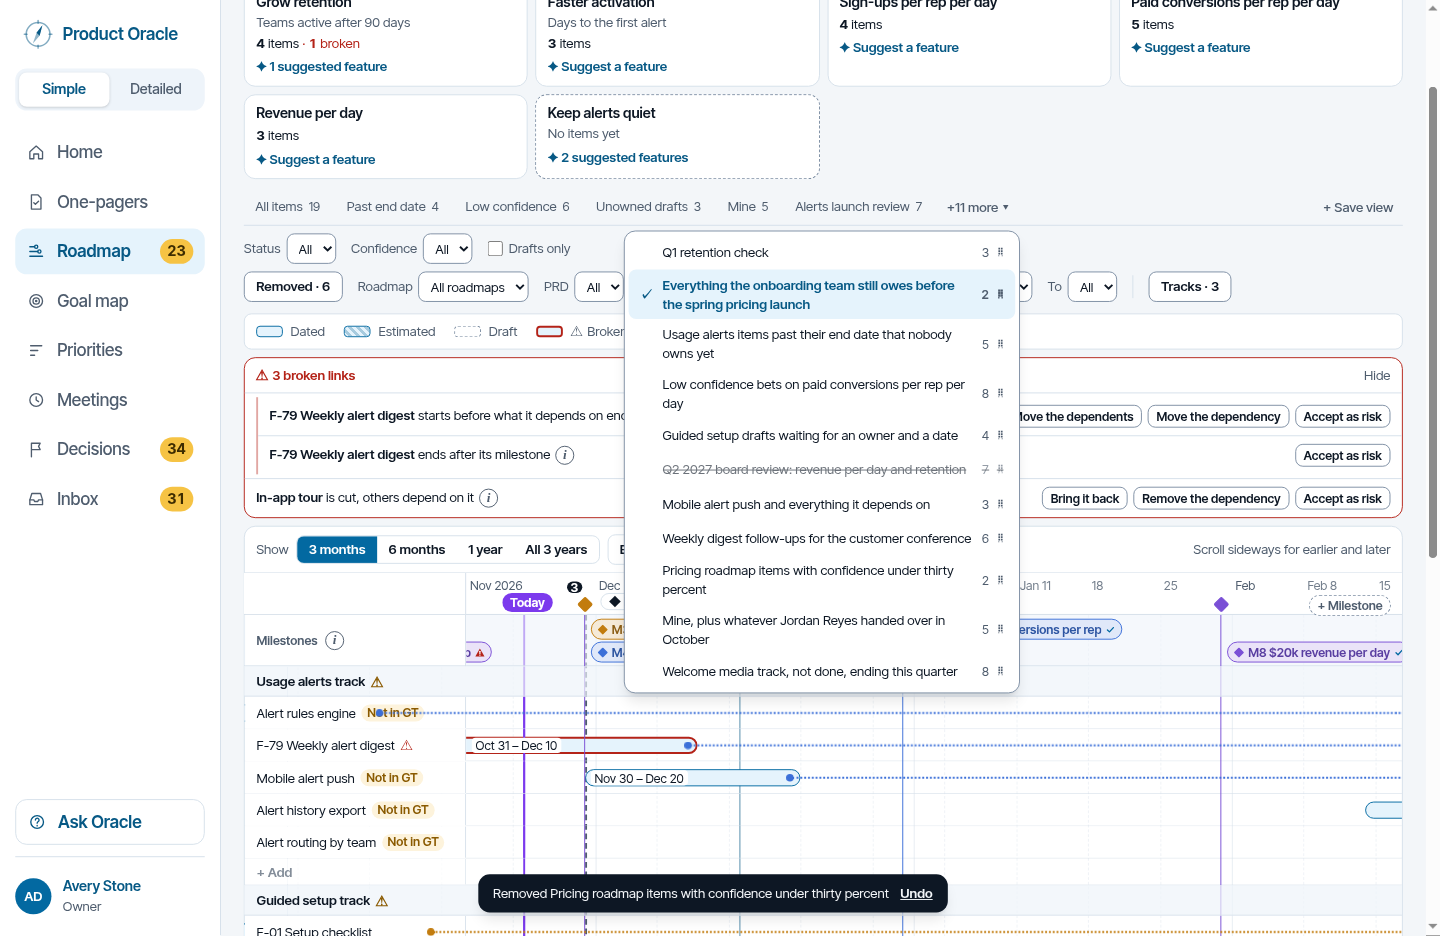 Product Oracle
Simple Detailed
Home
One-pagers
Roadmap 23
Goal map
Priorities
Meetings
Decisions 34
Inbox 31
Ask Oracle
AD Avery Stone
Owner
Grow retention
Teams active after 90 days
4 items · 1 broken
1 suggested feature
Faster activation
Days to the first alert
3 items
Suggest a feature
Sign-ups per rep per day
4 items
Suggest a feature
Paid conversions per rep per day
5 items
Suggest a feature
Revenue per day
3 items
Suggest a feature
Keep alerts quiet
No items yet
2 suggested features
All items 19 Past end date 4 Low confidence 6 Unowned drafts 3 Mine 5 Alerts launch review 7 +11 more + Save view
Status All Confidence All Drafts only
Removed · 6 Roadmap All roadmaps PRD All To All Tracks · 3
Q1 retention check 3
Everything the onboarding team still owes before
the spring pricing launch 2
Usage alerts items past their end date that nobody
owns yet 5
Low confidence bets on paid conversions per rep per
day 8
Guided setup drafts waiting for an owner and a date 4
Q2 2027 board review: revenue per day and retention 7
Mobile alert push and everything it depends on 3
Weekly digest follow-ups for the customer conference 6
Pricing roadmap items with confidence under thirty
percent 2
Mine, plus whatever Jordan Reyes handed over in
October 5
Welcome media track, not done, ending this quarter 8
Dated Estimated Draft Broken
3 broken links Hide
F-79 Weekly alert digest starts before what it depends on Move the dependents Move the dependency Accept as risk
F-79 Weekly alert digest ends after its milestone i Accept as risk
In-app tour is cut, others depend on it i Bring it back Remove the dependency Accept as risk
Show 3 months 6 months 1 year All 3 years Scroll sideways for earlier and later
Nov 2026 3 Dec Jan 11 18 25 Feb Feb 8 15
Today + Milestone
Milestones i
ersions per rep
M8 $20k revenue per day
Usage alerts track
Alert rules engine Not in GT
F-79 Weekly alert digest Oct 31 – Dec 10
Mobile alert push Not in GT Nov 30 – Dec 20
Alert history export Not in GT
Alert routing by team Not in GT
+ Add
Guided setup track
F-01 Setup checklist
Removed Pricing roadmap items with confidence under thirty percent Undo